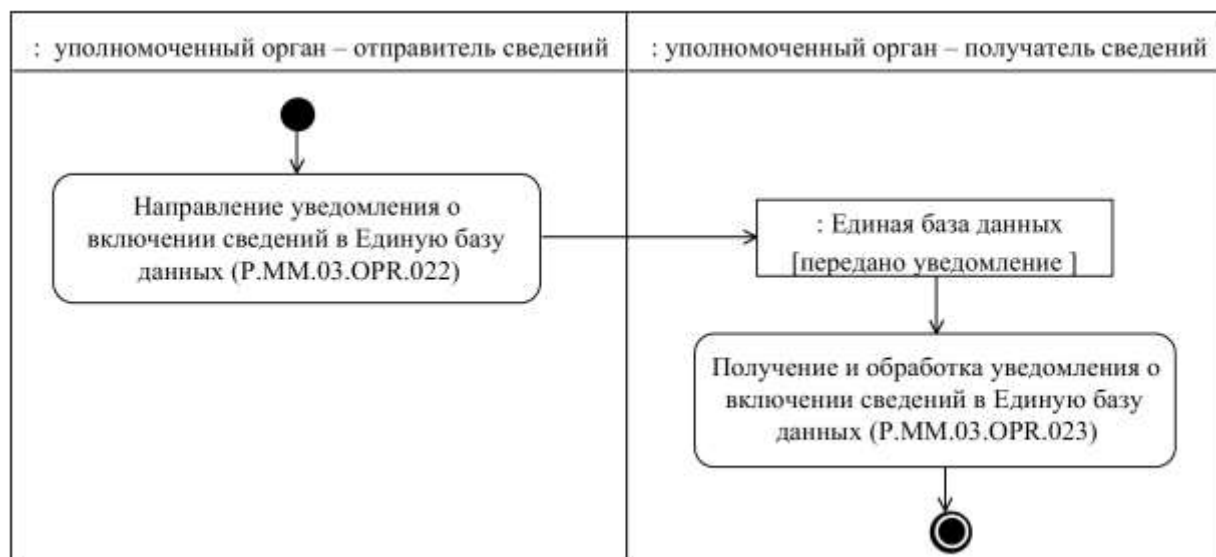 : уполномоченный орган – отправитель сведений
: уполномоченный орган – получатель сведений
Направление уведомления о
включении сведений в Единую базу
данных (P.MM.03.OPR.022)
: Единая база данных
[передано уведомление ]
Получение и обработка уведомления о
включении сведений в Единую базу
данных (P.MM.03.OPR.023)